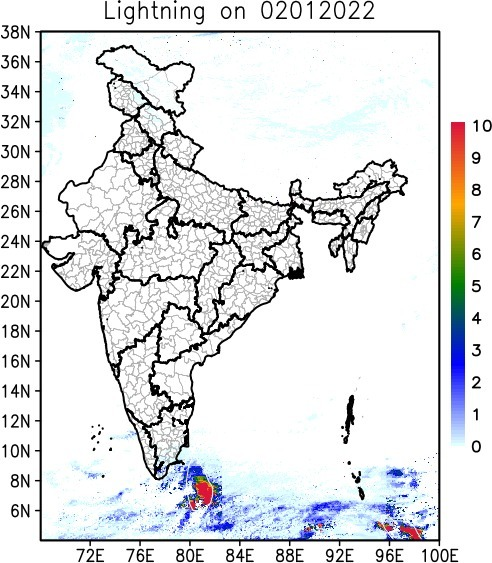 Lightning on 02012022
38N
36N
34N
32N
30N
28N
26N
24N
22N
20N
18N
16N
14N
12N
10N
8N
6N
72E 76E 80E 84E 88E 92E 96E 100E
10
9
8
7
6
5
4
3
2
1
0